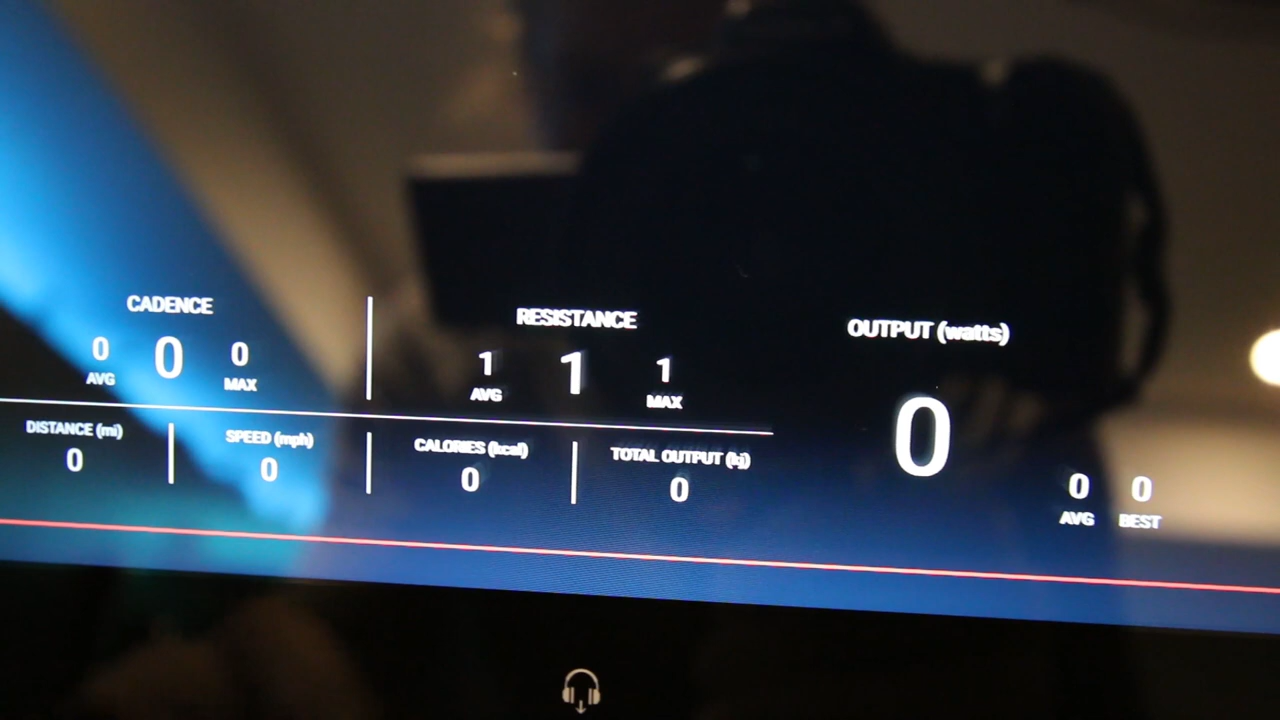 CADENCE
0 0 0
AVG MAX
RESISTANCE
1 1 1
AVG MAX
OUTPUT (watts)
0
0 0
AVG BEST
DISTANCE (mi)
0
SPEED (mph)
0
CALORIES (kcal)
0
TOTAL OUTPUT (kj)
0